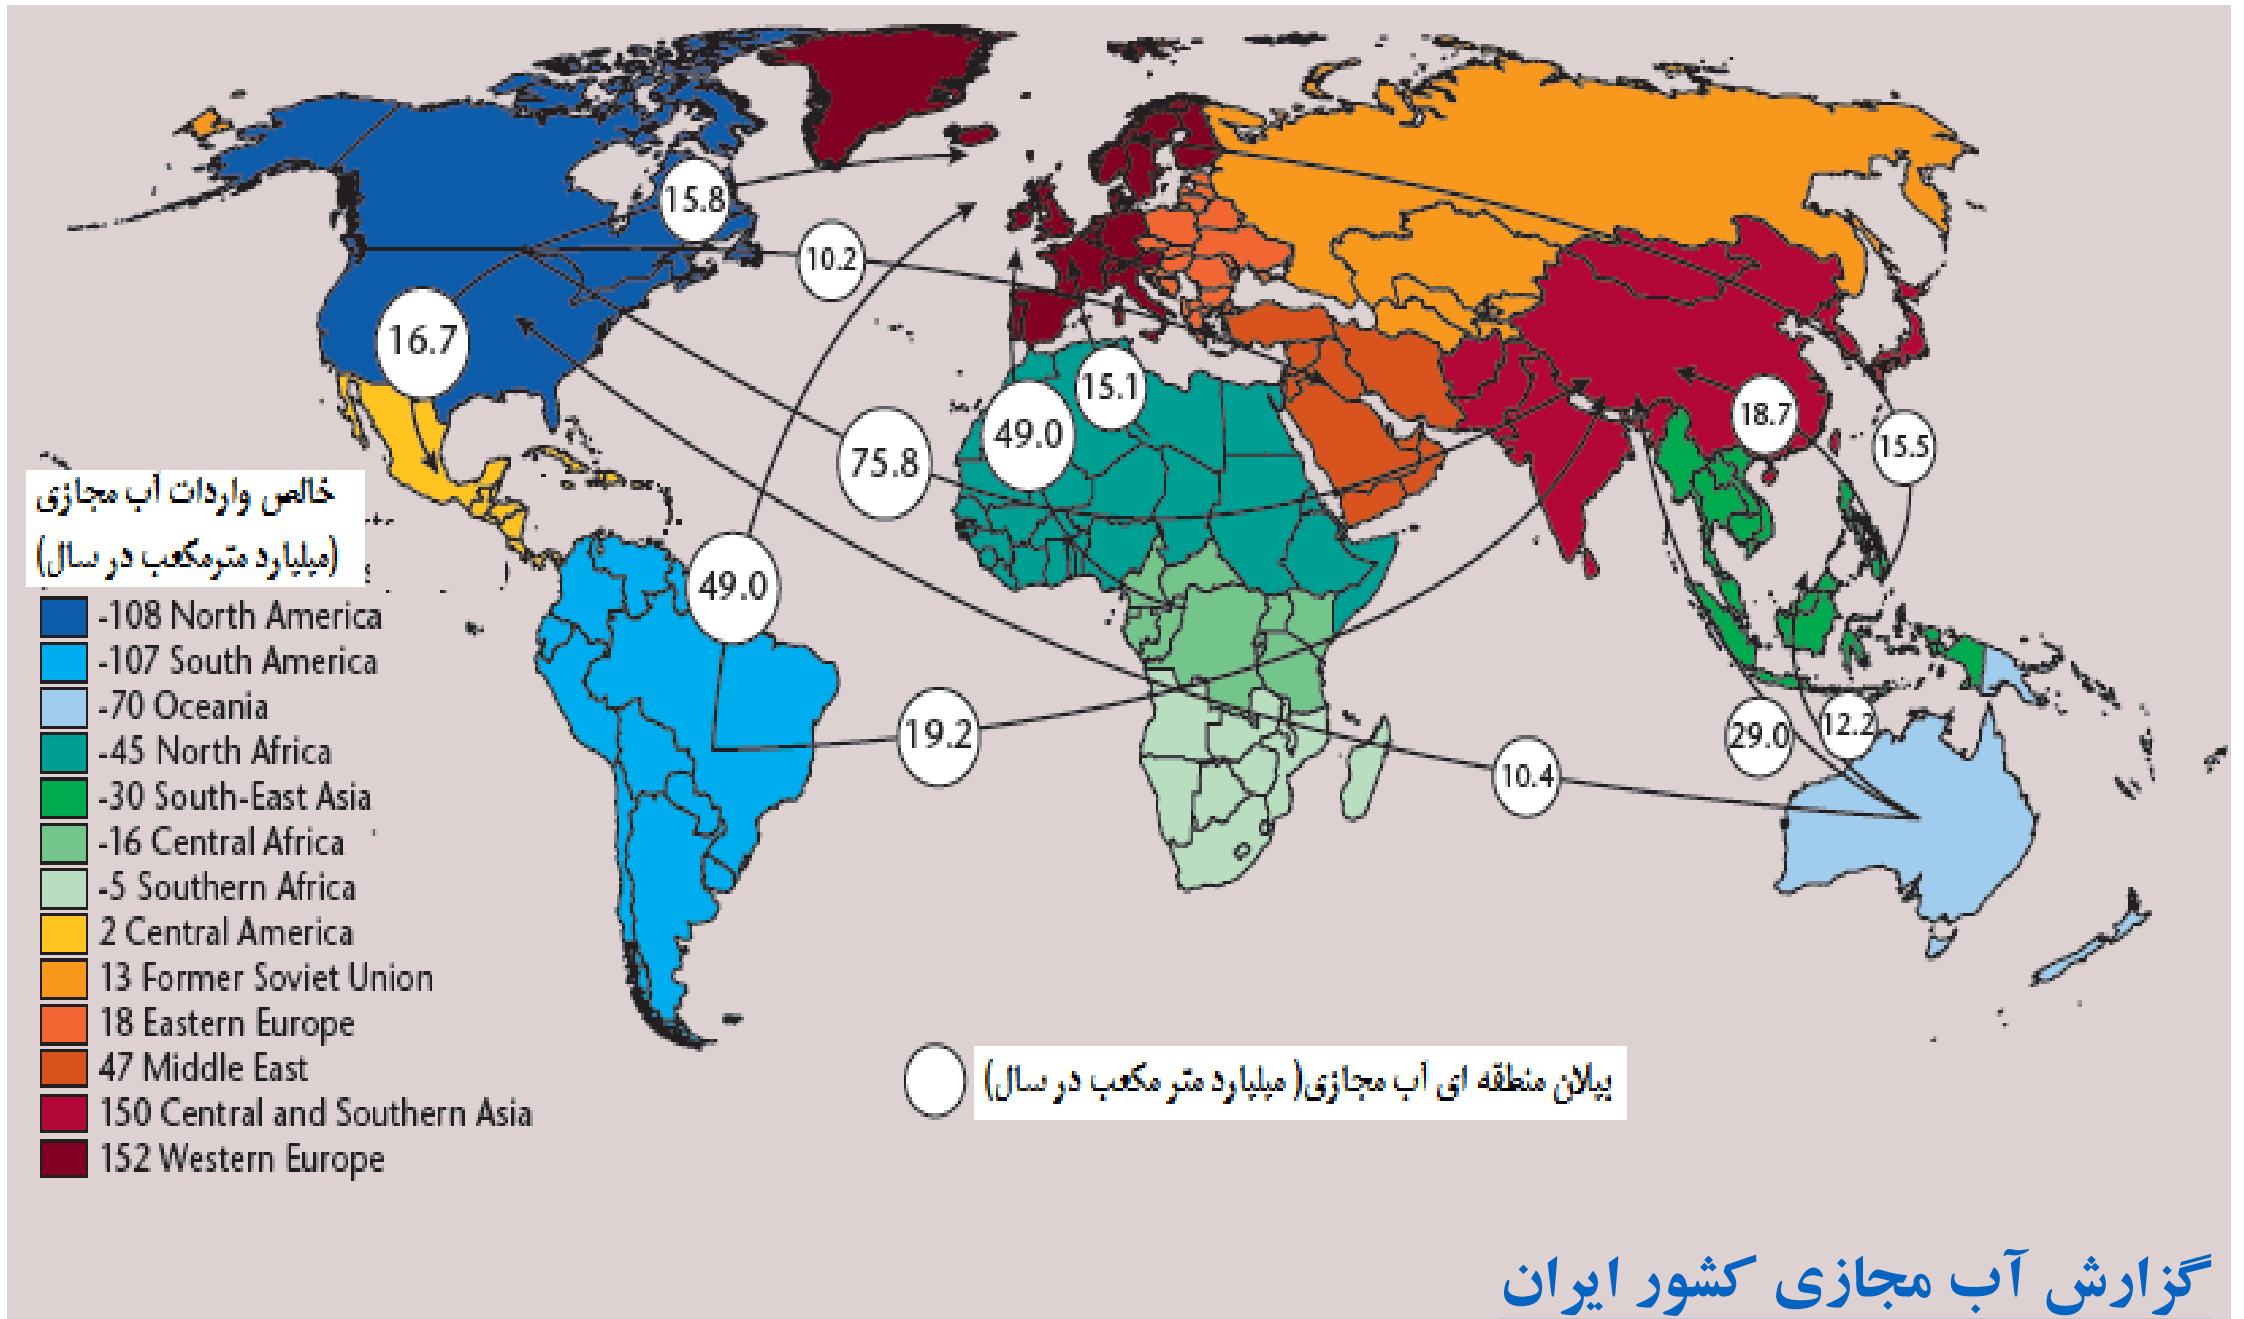 15.8
10.2
16.7
15.1
49.0
75.8
18.7
15.5
خالص واردات آب مجازی
(میلیارد مترمکعب در سال)
49.0
19.2
29.0
12.2
10.4
-108 North America
-107 South America
-70 Oceania
-45 North Africa
-30 South-East Asia
-16 Central Africa
-5 Southern Africa
2 Central America
13 Former Soviet Union
18 Eastern Europe
47 Middle East
150 Central and Southern Asia
152 Western Europe
بیلان منطقه ای آب مجازی( میلیارد متر مکعب در سال)
گزارش آب مجازی کشور ایران